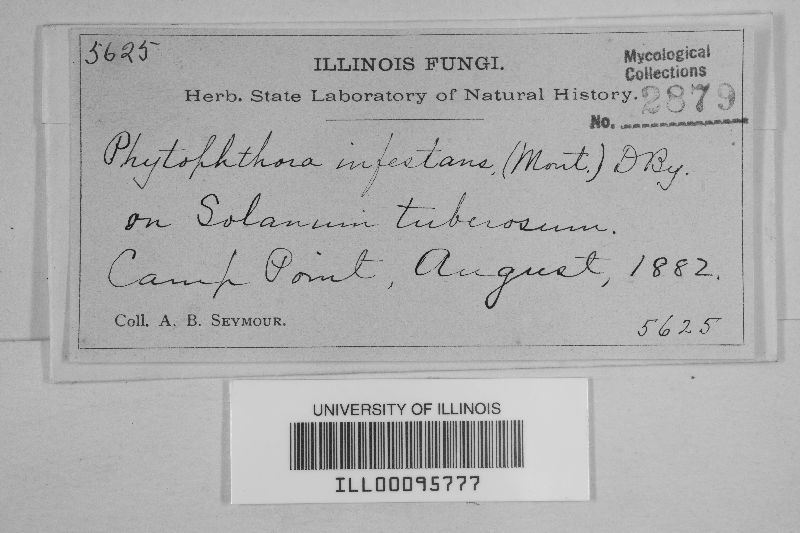 5625
ILLINOIS FUNGI.
Mycological
Collections
Herb. State Laboratory of Natural History.
No. 2879
Phytophthora infestans, (Mont.) DBy.
on Solanum tuberosum.
Camp Point, August, 1882.
Coll. A. B. SEYMOUR.
5625
UNIVERSITY OF ILLINOIS
ILL00095777